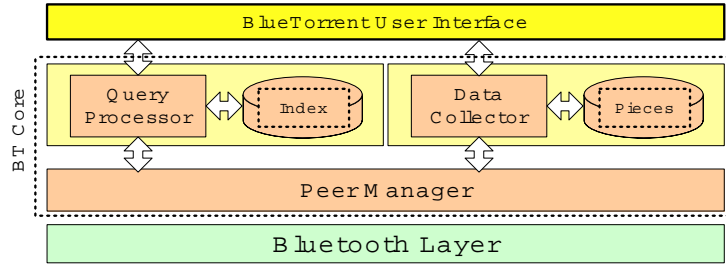 BlueTorrent User Interface
BT Core
Query
Processor
Index
Data
Collector
Pieces
Peer Manager
Bluetooth Layer